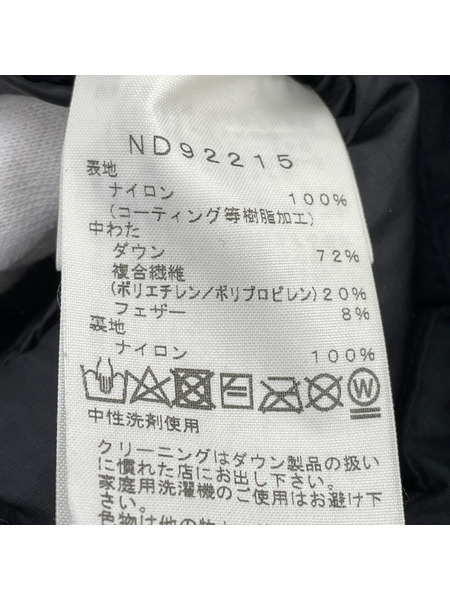 ND92215
表地
ナイロン 100%
(コーティング等樹脂加工)
中わた
ダウン 72%
複合繊維
(ポリエチレン/ポリプロピレン)20%
フェザー 8%
裏地
ナイロン 100%
W
中性洗剤使用
クリーニングはダウン製品の扱い
に慣れた店にお出し下さい。
家庭用洗濯機のご使用はお避け下
さい。
色物は他の